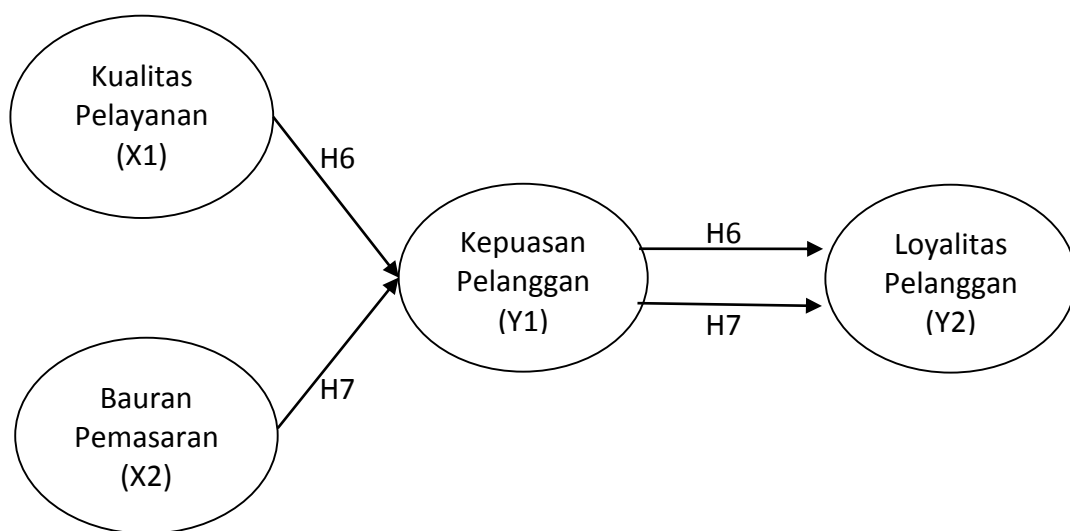 Kualitas
Pelayanan
(X1)
H6
Kepuasan
Pelanggan
(Y1)
H6
H7
Loyalitas
Pelanggan
(Y2)
H7
Bauran
Pemasaran
(X2)